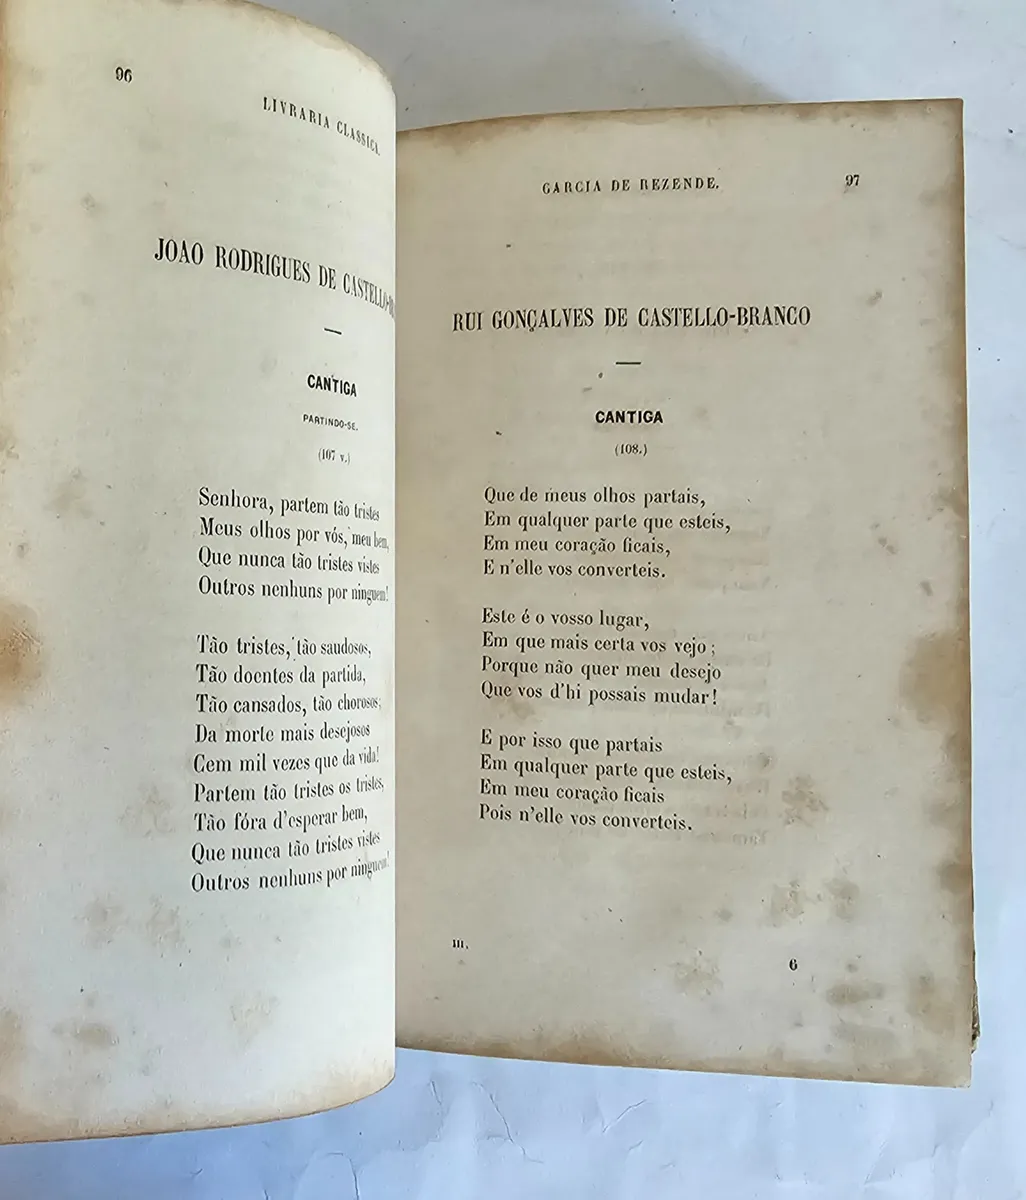 96
LIVRARIA CLASSICA.
JOAO RODRIGUES DE CASTELLO-
CANTIGA
PARTINDO-SE.
(107 v.)
Senhora, partem tão tristes
Meus olhos por vós, meu bem,
Que nunca tão tristes vistes
Outros nenhuns por ninguem!
Tão tristes, tão saudosos,
Tão doentes da partida,
Tão cansados, tão chorosos;
Da morte mais desejosos
Cem mil vezes que da vida!
Partem tão tristes os tristes,
Tão fóra d'esperar bem,
Que nunca tão tristes vistes
Outros nenhuns por ninguem!
GARCIA DE REZENDE.
97
RUI GONÇALVES DE CASTELLO-BRANCO
CANTIGA
(108.)
Que de meus olhos partais,
Em qualquer parte que esteis,
Em meu coração ficais,
E n'elle vos converteis.
Este é o vosso lugar,
Em que mais certa vos vejo;
Porque não quer meu desejo
Que vos d'hi possais mudar!
E por isso que partais
Em qualquer parte que esteis,
Em meu coração ficais
Pois n'elle vos converteis.
III.
6